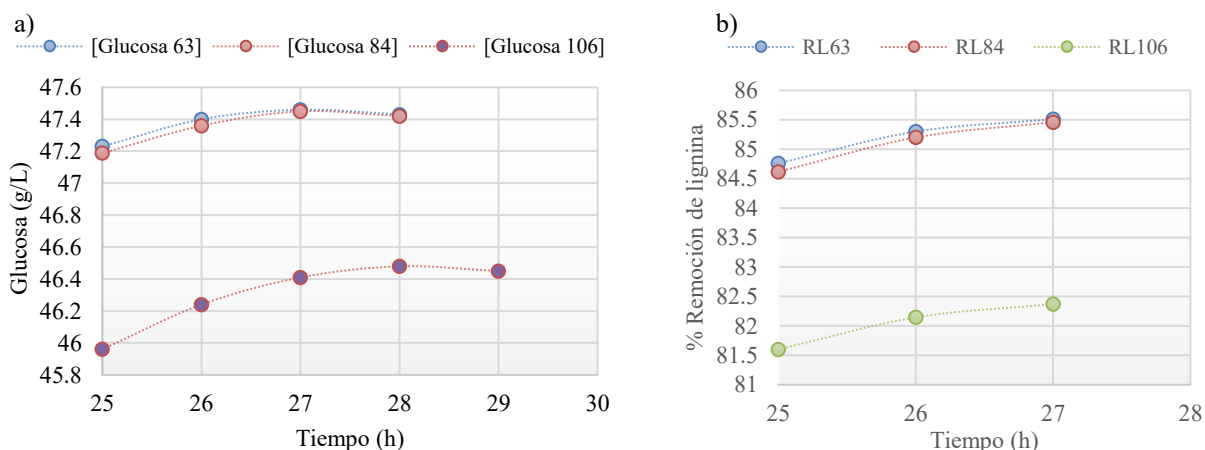 a)
[Glucosa 63] [Glucosa 84] [Glucosa 106]
47.6
47.4
47.2
47
46.8
46.6
46.4
46.2
46
45.8
25 26 27 28 29 30
Glucosa (g/L)
Tiempo (h)
b)
RL63 RL84 RL106
86
85.5
85
84.5
84
83.5
83
82.5
82
81.5
81
25 26 27 28
% Remoción de lignina
Tiempo (h)